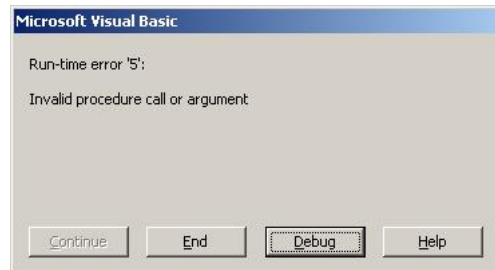 Microsoft Visual Basic
Run-time error '5':
Invalid procedure call or argument
Continue End Debug Help